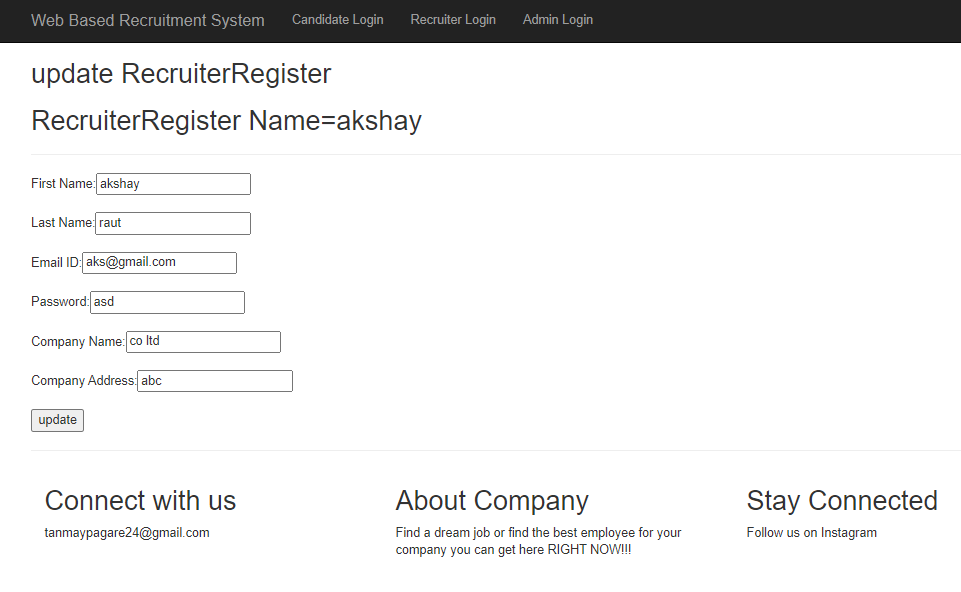 Web Based Recruitment System Candidate Login Recruiter Login Admin Login
update RecruiterRegister
RecruiterRegister Name=akshay
First Name: akshay
Last Name: raut
Email ID: aks@gmail.com
Password: asd
Company Name: co ltd
Company Address: abc
update
Connect with us
tanmaypagare24@gmail.com
About Company
Find a dream job or find the best employee for your
company you can get here RIGHT NOW!!!
Stay Connected
Follow us on Instagram